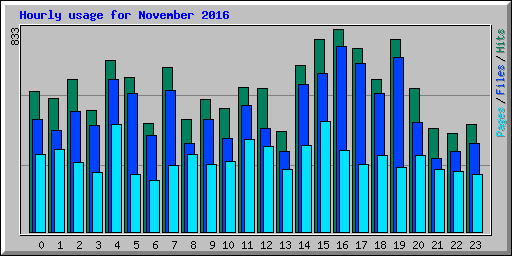 Hourly usage for November 2016
833
Pages/Files/Hits
0 1 2 3 4 5 6 7 8 9 10 11 12 13 14 15 16 17 18 19 20 21 22 23